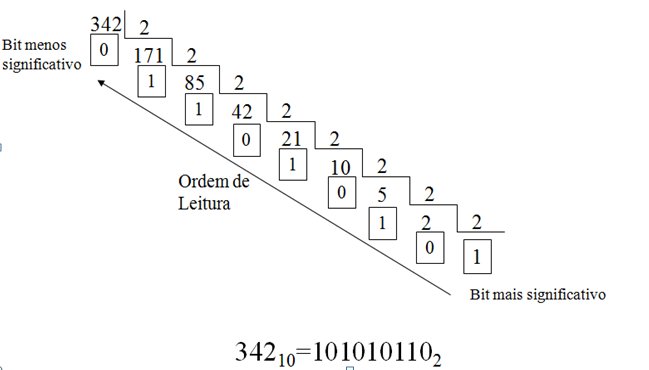 342 2
Bit menos
significativo
0 171 2
1 85 2
1 42 2
0 21 2
1 10 2
0 5 2
1 2 2
0 1
Ordem de
Leitura
Bit mais significativo
342₁₀=101010110₂